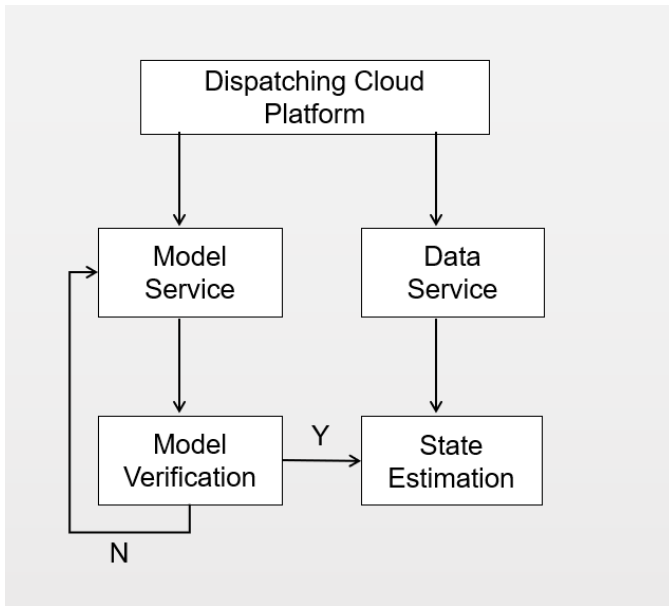 Dispatching Cloud
Platform
Model
Service
Data
Service
Model
Verification
Y
State
Estimation
N